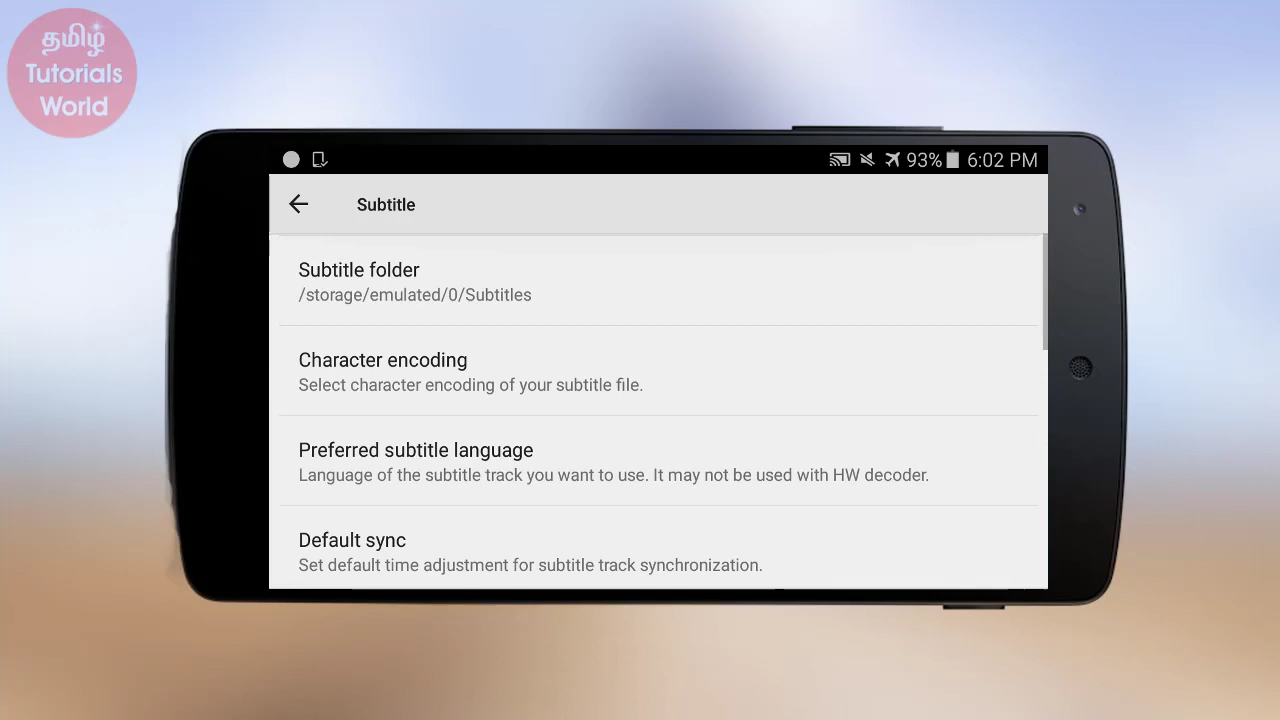 தமிழ்
Tutorials
World
93% 6:02 PM
Subtitle
Subtitle folder
/storage/emulated/0/Subtitles
Character encoding
Select character encoding of your subtitle file.
Preferred subtitle language
Language of the subtitle track you want to use. It may not be used with HW decoder.
Default sync
Set default time adjustment for subtitle track synchronization.